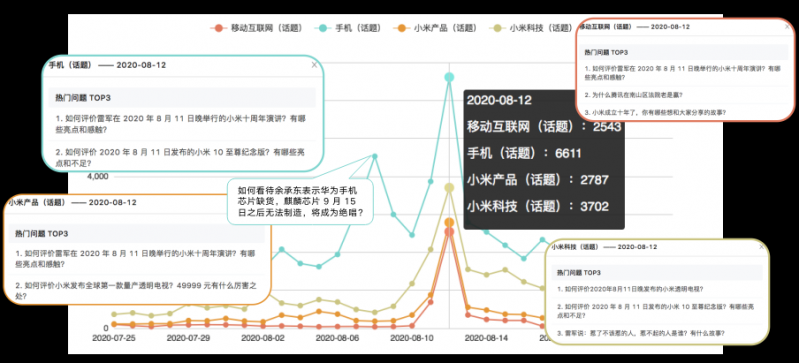 移动互联网（话题）
手机（话题）
小米产品（话题）
小米科技（话题）
手机（话题） —— 2020-08-12
×
热门问题 TOP3
1. 如何评价雷军在 2020 年 8 月 11 日晚举行的小米十周年演讲？有哪
些亮点和感触？
2. 如何评价 2020 年 8 月 11 日发布的小米 10 至尊纪念版？有哪些亮
点和不足？
移动互联网（话题） —— 2020-08-12
热门问题 TOP3
1. 如何评价雷军在 2020 年 8 月 11 日晚举行的小米十周年演讲？有哪
些亮点和感触？
2. 为什么腾讯在南山区法院老是赢？
3. 小米成立十年了，你有哪些想和大家分享的故事？
2020-08-12
移动互联网（话题）：2543
手机（话题）：6611
小米产品（话题）：2787
小米科技（话题）：3702
4,000
如何看待余承东表示华为手机
芯片缺货，麒麟芯片 9 月 15
日之后无法制造，将成为绝唱？
小米产品（话题） —— 2020-08-12
×
热门问题 TOP3
1. 如何评价雷军在 2020 年 8 月 11 日晚举行的小米十周年演讲？有
哪些亮点和感触？
2. 如何评价小米发布全球第一款量产透明电视？49999 元有什么厉害之
处？
小米科技（话题） —— 2020-08-12
热门问题 TOP3
1. 如何评价2020年8月11日晚发布的小米透明电视？
2. 如何评价 2020 年 8 月 11 日发布的小米 10 至尊纪念版？有哪些亮
点和不足？
3. 雷军说：惹了不该惹的人，惹不起的人是谁？有什么故事？
0
2020-07-25
2020-07-29
2020-08-02
2020-08-06
2020-08-10
2020-08-14